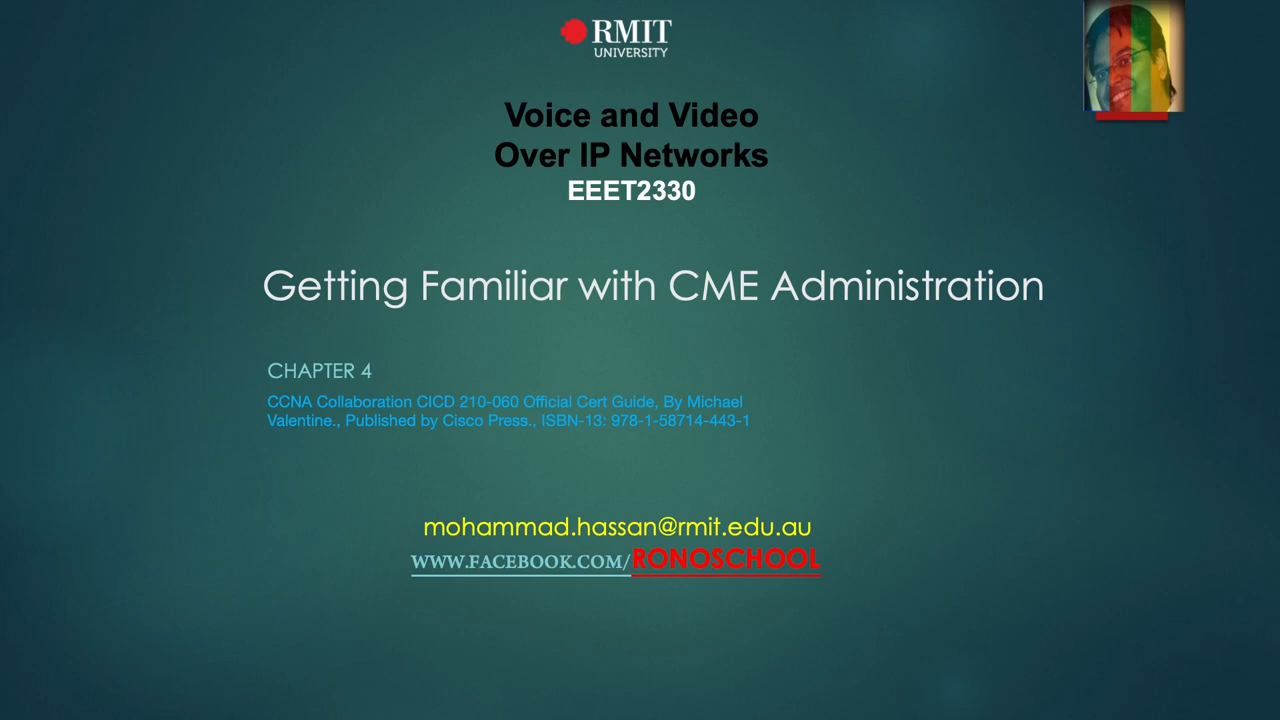 RMIT
UNIVERSITY
Voice and Video
Over IP Networks
EEET2330
Getting Familiar with CME Administration
CHAPTER 4
CCNA Collaboration CICD 210-060 Official Cert Guide, By Michael
Valentine., Published by Cisco Press., ISBN-13: 978-1-58714-443-1
mohammad.hassan@rmit.edu.au
WWW.FACEBOOK.COM/RONOSCHOOL